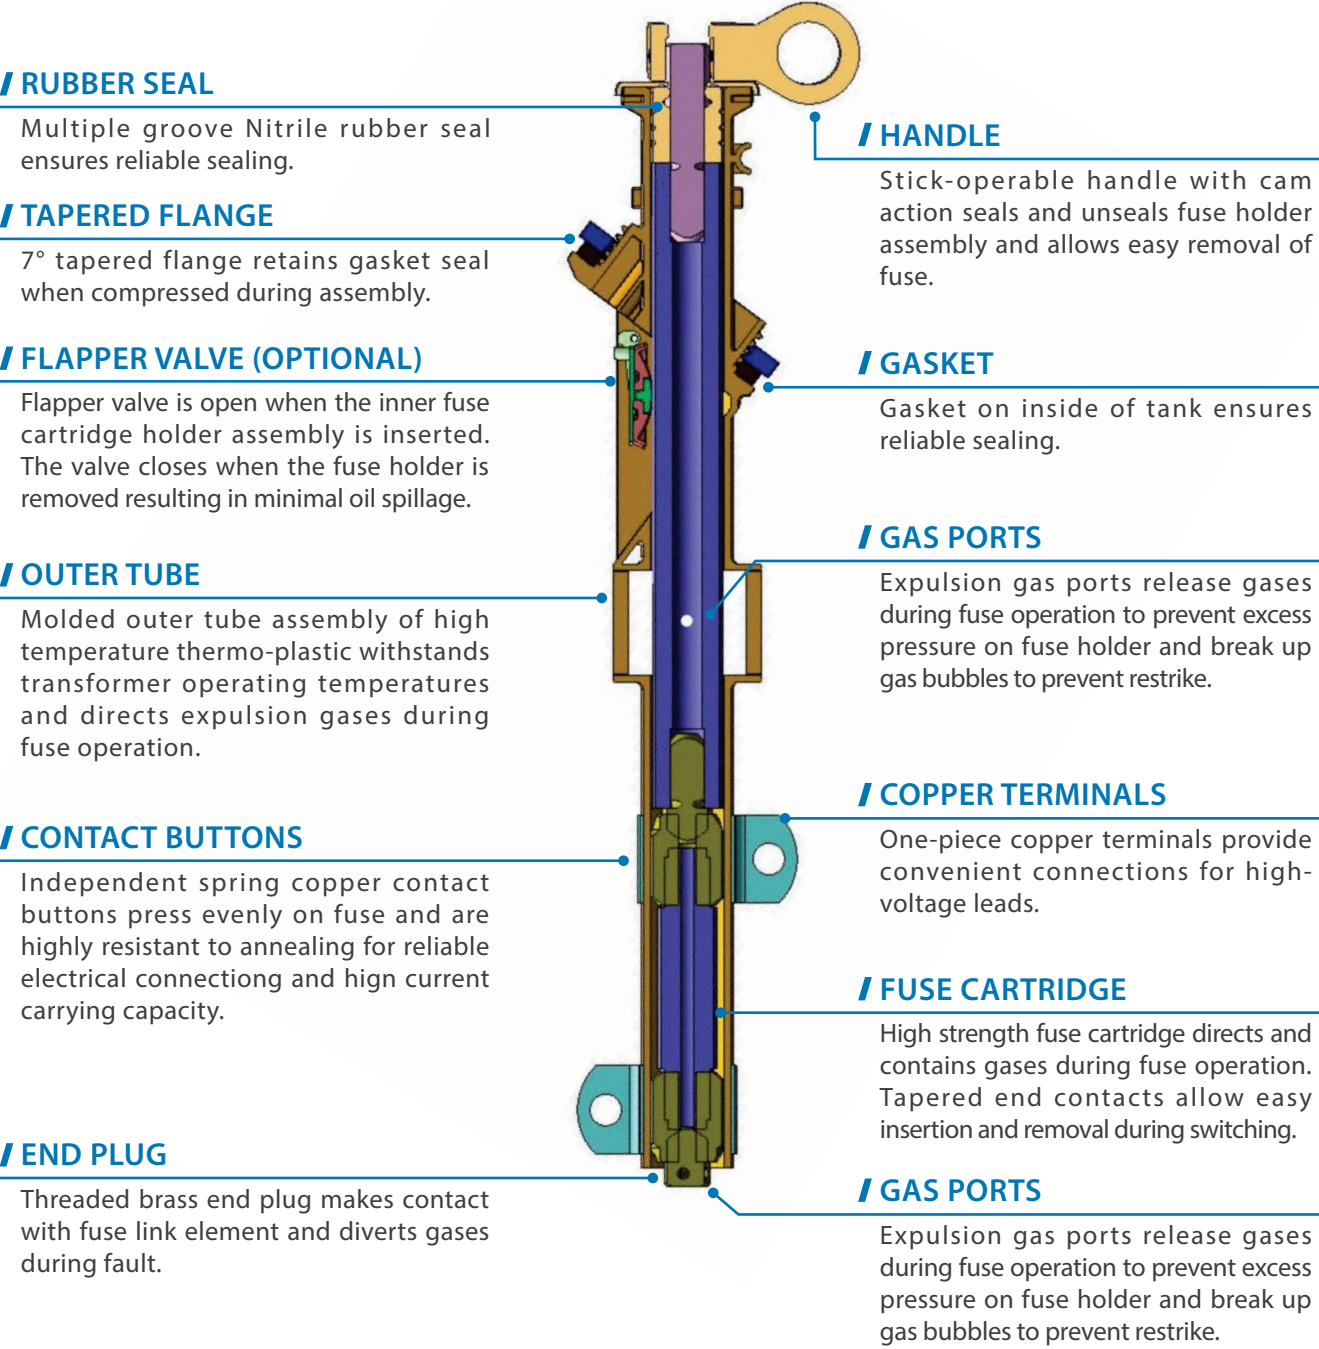 RUBBER SEAL
Multiple groove Nitrile rubber seal
ensures reliable sealing.
TAPERED FLANGE
7° tapered flange retains gasket seal
when compressed during assembly.
FLAPPER VALVE (OPTIONAL)
Flapper valve is open when the inner fuse
cartridge holder assembly is inserted.
The valve closes when the fuse holder is
removed resulting in minimal oil spillage.
OUTER TUBE
Molded outer tube assembly of high
temperature thermo-plastic withstands
transformer operating temperatures
and directs expulsion gases during
fuse operation.
CONTACT BUTTONS
Independent spring copper contact
buttons press evenly on fuse and are
highly resistant to annealing for reliable
electrical connectiong and hign current
carrying capacity.
END PLUG
Threaded brass end plug makes contact
with fuse link element and diverts gases
during fault.
HANDLE
Stick-operable handle with cam
action seals and unseals fuse holder
assembly and allows easy removal of
fuse.
GASKET
Gasket on inside of tank ensures
reliable sealing.
GAS PORTS
Expulsion gas ports release gases
during fuse operation to prevent excess
pressure on fuse holder and break up
gas bubbles to prevent restrike.
COPPER TERMINALS
One-piece copper terminals provide
convenient connections for high-
voltage leads.
FUSE CARTRIDGE
High strength fuse cartridge directs and
contains gases during fuse operation.
Tapered end contacts allow easy
insertion and removal during switching.
GAS PORTS
Expulsion gas ports release gases
during fuse operation to prevent excess
pressure on fuse holder and break up
gas bubbles to prevent restrike.